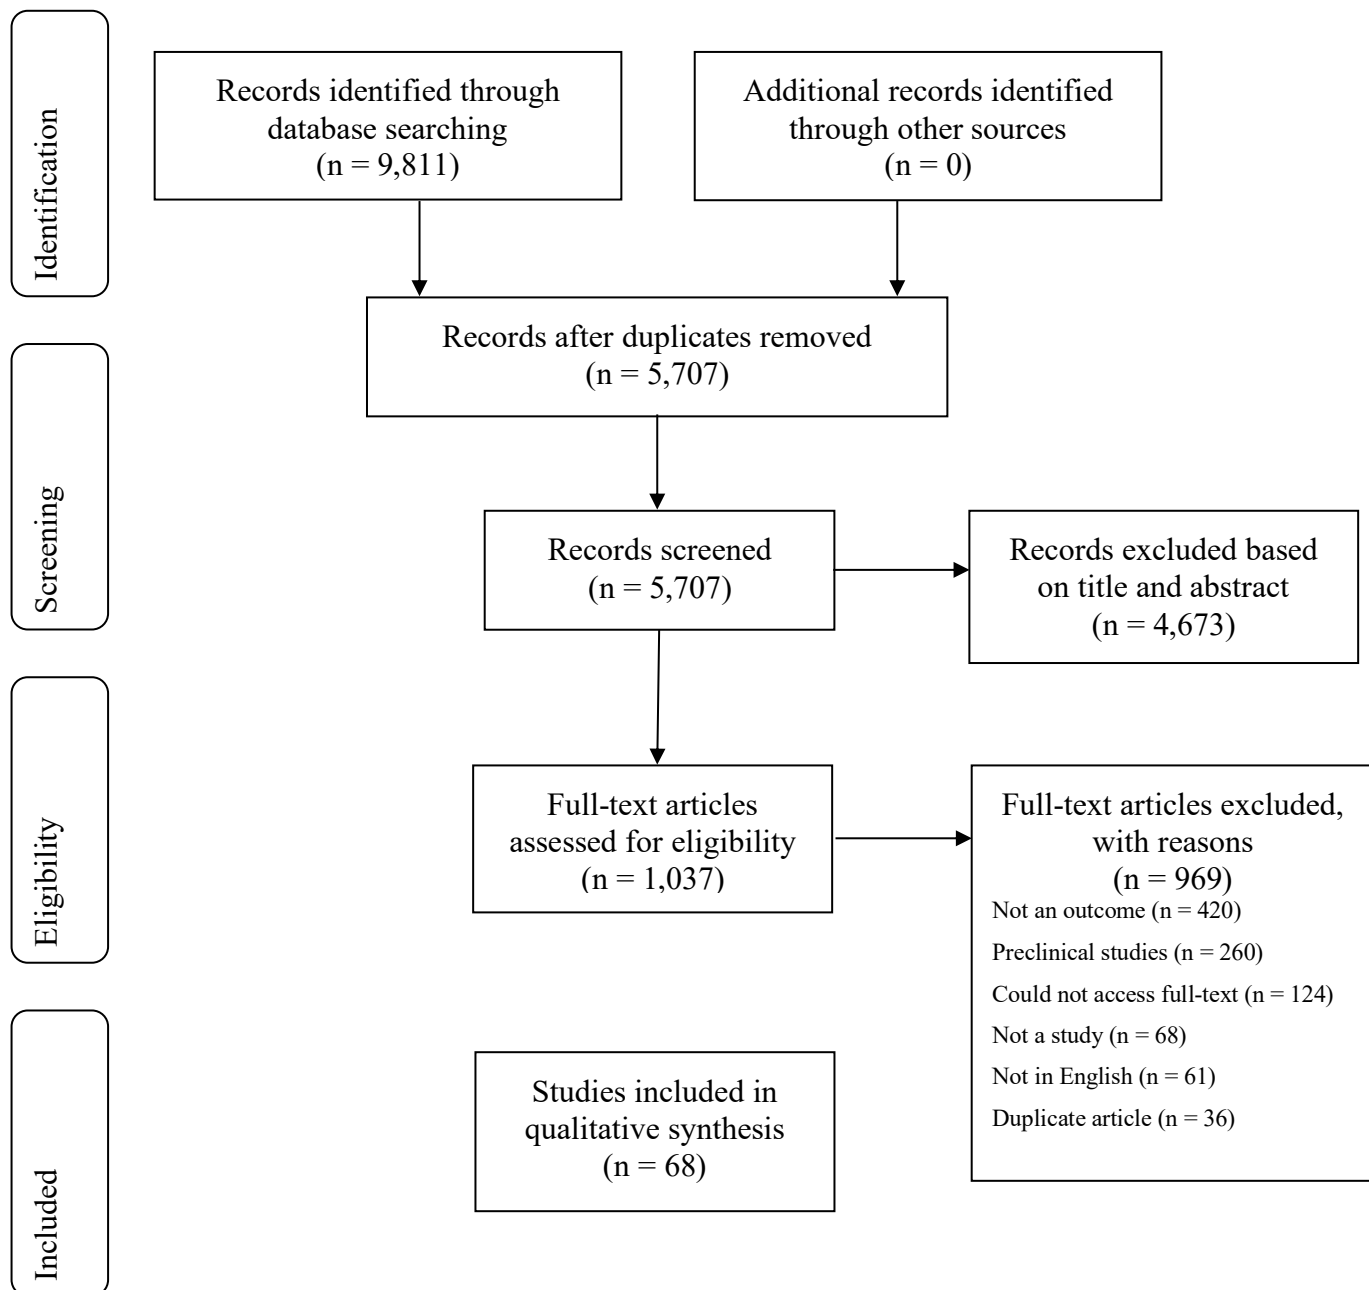 Identification
Records identified through
database searching
(n = 9,811)
Additional records identified
through other sources
(n = 0)
Records after duplicates removed
(n = 5,707)
Screening
Records screened
(n = 5,707)
Records excluded based
on title and abstract
(n = 4,673)
Eligibility
Full-text articles
assessed for eligibility
(n = 1,037)
Full-text articles excluded,
with reasons
(n = 969)
Not an outcome (n = 420)
Preclinical studies (n = 260)
Could not access full-text (n = 124)
Not a study (n = 68)
Not in English (n = 61)
Duplicate article (n = 36)
Included
Studies included in
qualitative synthesis
(n = 68)